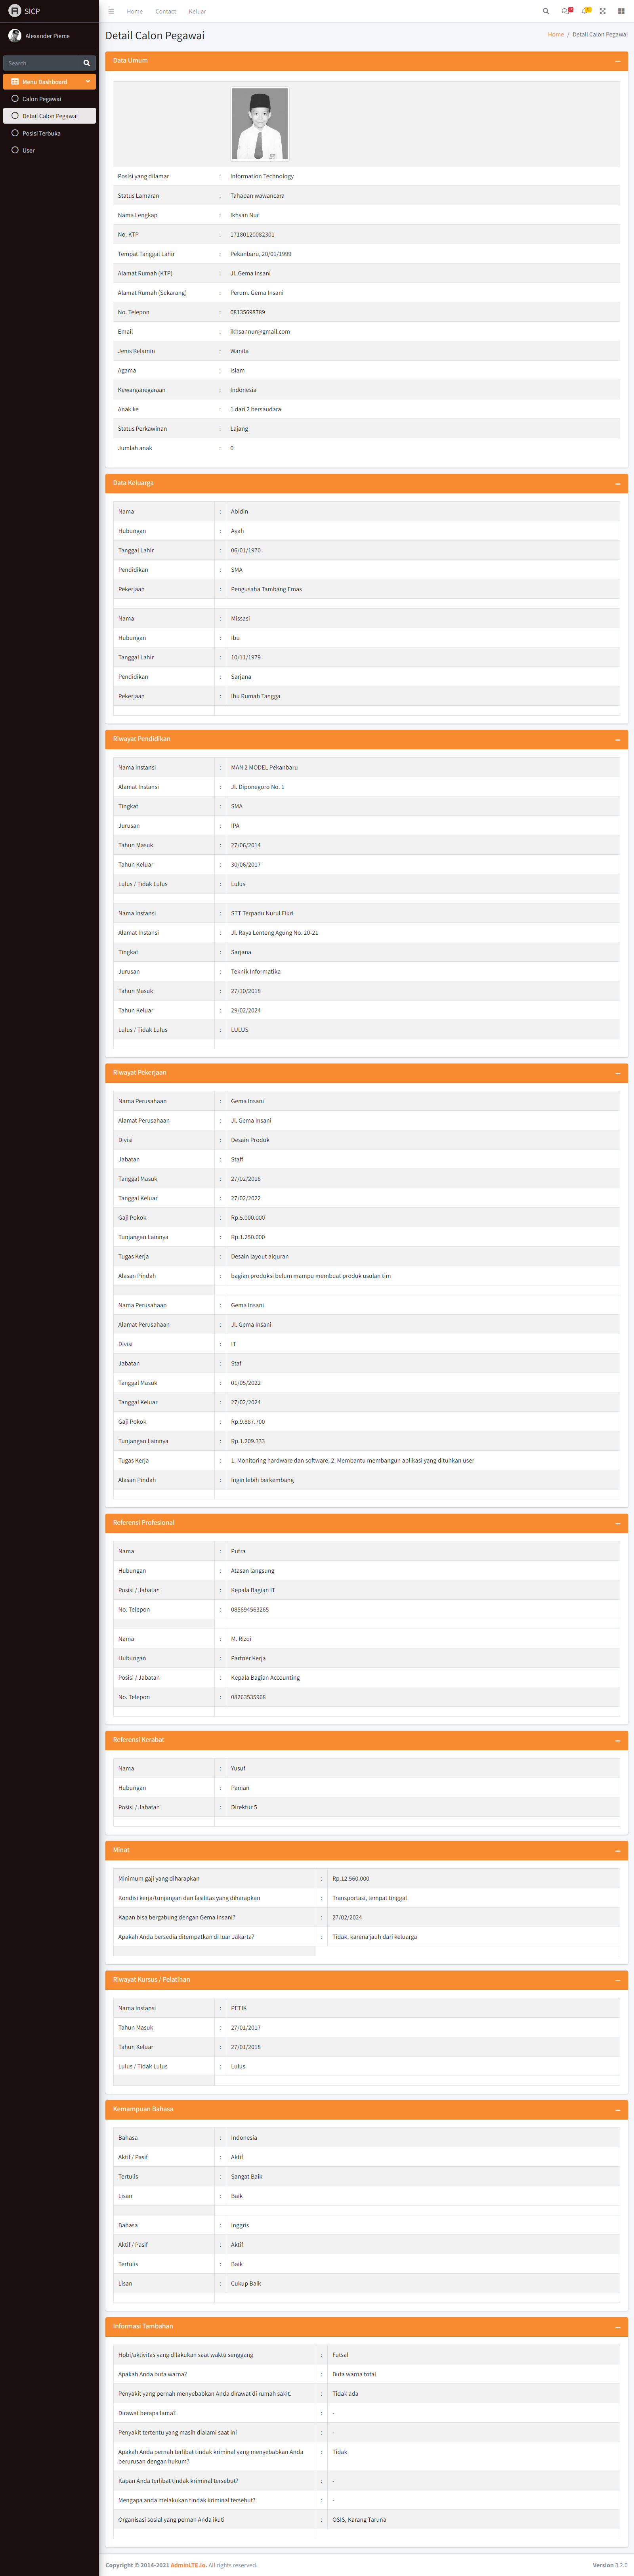 SICP
Home Contact Keluar
Alexander Pierce
Search
Menu Dashboard
Calon Pegawai
Detail Calon Pegawai
Posisi Terbuka
User
Detail Calon Pegawai
Home / Detail Calon Pegawai
Data Umum
Posisi yang dilamar : Information Technology
Status Lamaran : Tahapan wawancara
Nama Lengkap : Ikhsan Nur
No. KTP : 17180120082301
Tempat Tanggal Lahir : Pekanbaru, 20/01/1999
Alamat Rumah (KTP) : Jl. Gema Insani
Alamat Rumah (Sekarang) : Perum. Gema Insani
No. Telepon : 08135698789
Email : ikhsannur@gmail.com
Jenis Kelamin : Wanita
Agama : Islam
Kewarganegaraan : Indonesia
Anak ke : 1 dari 2 bersaudara
Status Perkawinan : Lajang
Jumlah anak : 0
Data Keluarga
Nama : Abidin
Hubungan : Ayah
Tanggal Lahir : 06/01/1970
Pendidikan : SMA
Pekerjaan : Pengusaha Tambang Emas
Nama : Missasi
Hubungan : Ibu
Tanggal Lahir : 10/11/1979
Pendidikan : Sarjana
Pekerjaan : Ibu Rumah Tangga
Riwayat Pendidikan
Nama Instansi : MAN 2 MODEL Pekanbaru
Alamat Instansi : Jl. Diponegoro No. 1
Tingkat : SMA
Jurusan : IPA
Tahun Masuk : 27/06/2014
Tahun Keluar : 30/06/2017
Lulus / Tidak Lulus : Lulus
Nama Instansi : STT Terpadu Nurul Fikri
Alamat Instansi : Jl. Raya Lenteng Agung No. 20-21
Tingkat : Sarjana
Jurusan : Teknik Informatika
Tahun Masuk : 27/10/2018
Tahun Keluar : 29/02/2024
Lulus / Tidak Lulus : LULUS
Riwayat Pekerjaan
Nama Perusahaan : Gema Insani
Alamat Perusahaan : Jl. Gema Insani
Divisi : Desain Produk
Jabatan : Staff
Tanggal Masuk : 27/02/2018
Tanggal Keluar : 27/02/2022
Gaji Pokok : Rp.5.000.000
Tunjangan Lainnya : Rp.1.250.000
Tugas Kerja : Desain layout alquran
Alasan Pindah : bagian produksi belum mampu membuat produk usulan tim
Nama Perusahaan : Gema Insani
Alamat Perusahaan : Jl. Gema Insani
Divisi : IT
Jabatan : Staf
Tanggal Masuk : 01/05/2022
Tanggal Keluar : 27/02/2024
Gaji Pokok : Rp.9.887.700
Tunjangan Lainnya : Rp.1.209.333
Tugas Kerja : 1. Monitoring hardware dan software, 2. Membantu membangun aplikasi yang dituhkan user
Alasan Pindah : Ingin lebih berkembang
Referensi Profesional
Nama : Putra
Hubungan : Atasan langsung
Posisi / Jabatan : Kepala Bagian IT
No. Telepon : 085694563265
Nama : M. Rizqi
Hubungan : Partner Kerja
Posisi / Jabatan : Kepala Bagian Accounting
No. Telepon : 08263535968
Referensi Kerabat
Nama : Yusuf
Hubungan : Paman
Posisi / Jabatan : Direktur 5
Minat
Minimum gaji yang diharapkan : Rp.12.560.000
Kondisi kerja/tunjangan dan fasilitas yang diharapkan : Transportasi, tempat tinggal
Kapan bisa bergabung dengan Gema Insani? : 27/02/2024
Apakah Anda bersedia ditempatkan di luar Jakarta? : Tidak, karena jauh dari keluarga
Riwayat Kursus / Pelatihan
Nama Instansi : PETIK
Tahun Masuk : 27/01/2017
Tahun Keluar : 27/01/2018
Lulus / Tidak Lulus : Lulus
Kemampuan Bahasa
Bahasa : Indonesia
Aktif / Pasif : Aktif
Tertulis : Sangat Baik
Lisan : Baik
Bahasa : Inggris
Aktif / Pasif : Aktif
Tertulis : Baik
Lisan : Cukup Baik
Informasi Tambahan
Hobi/aktivitas yang dilakukan saat waktu senggang : Futsal
Apakah Anda buta warna? : Buta warna total
Penyakit yang pernah menyebabkan Anda dirawat di rumah sakit. : Tidak ada
Dirawat berapa lama? : -
Penyakit tertentu yang masih dialami saat ini : -
Apakah Anda pernah terlibat tindak kriminal yang menyebabkan Anda : Tidak
berurusan dengan hukum?
Kapan Anda terlibat tindak kriminal tersebut? : -
Mengapa anda melakukan tindak kriminal tersebut? : -
Organisasi sosial yang pernah Anda ikuti : OSIS, Karang Taruna
Copyright © 2014-2021 AdminLTE.io. All rights reserved.
Version 3.2.0